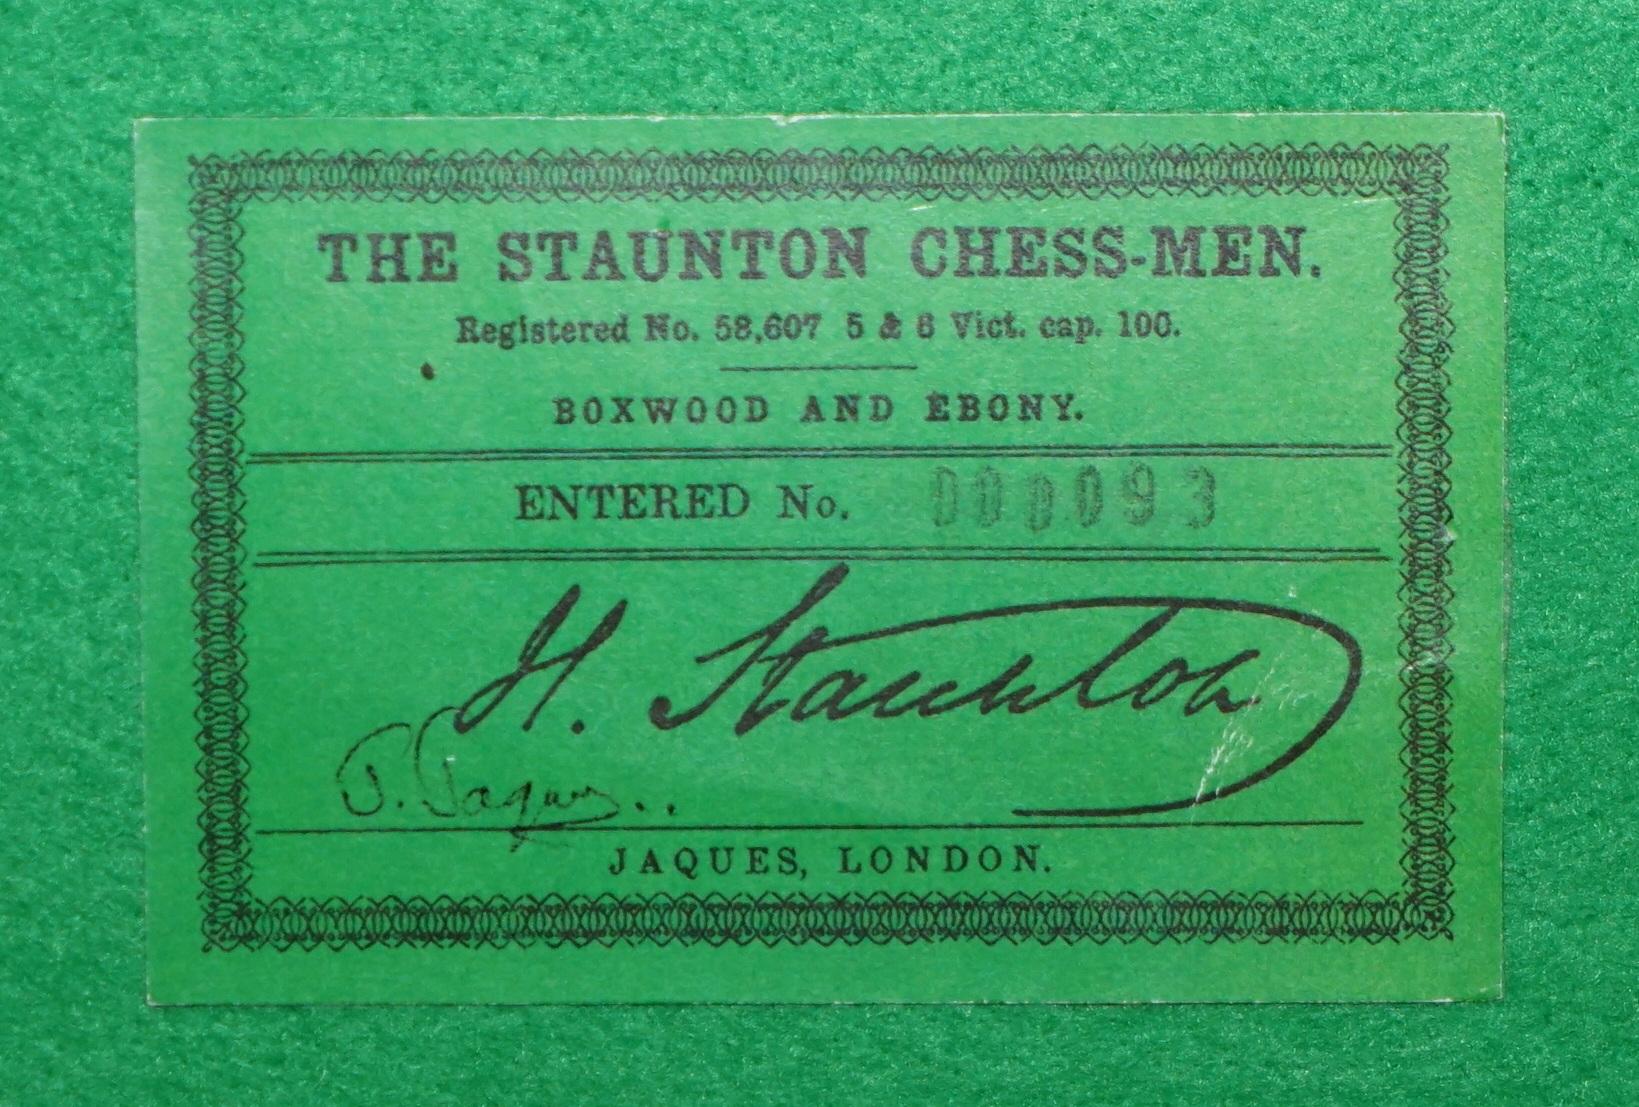 THE STAUNTON CHESS-MEN.
Registered No. 58,607 5 & 6 Vict. cap. 100.
BOXWOOD AND EBONY.
ENTERED No. 000093
H. Staunton
J. Jaques..
JAQUES, LONDON.